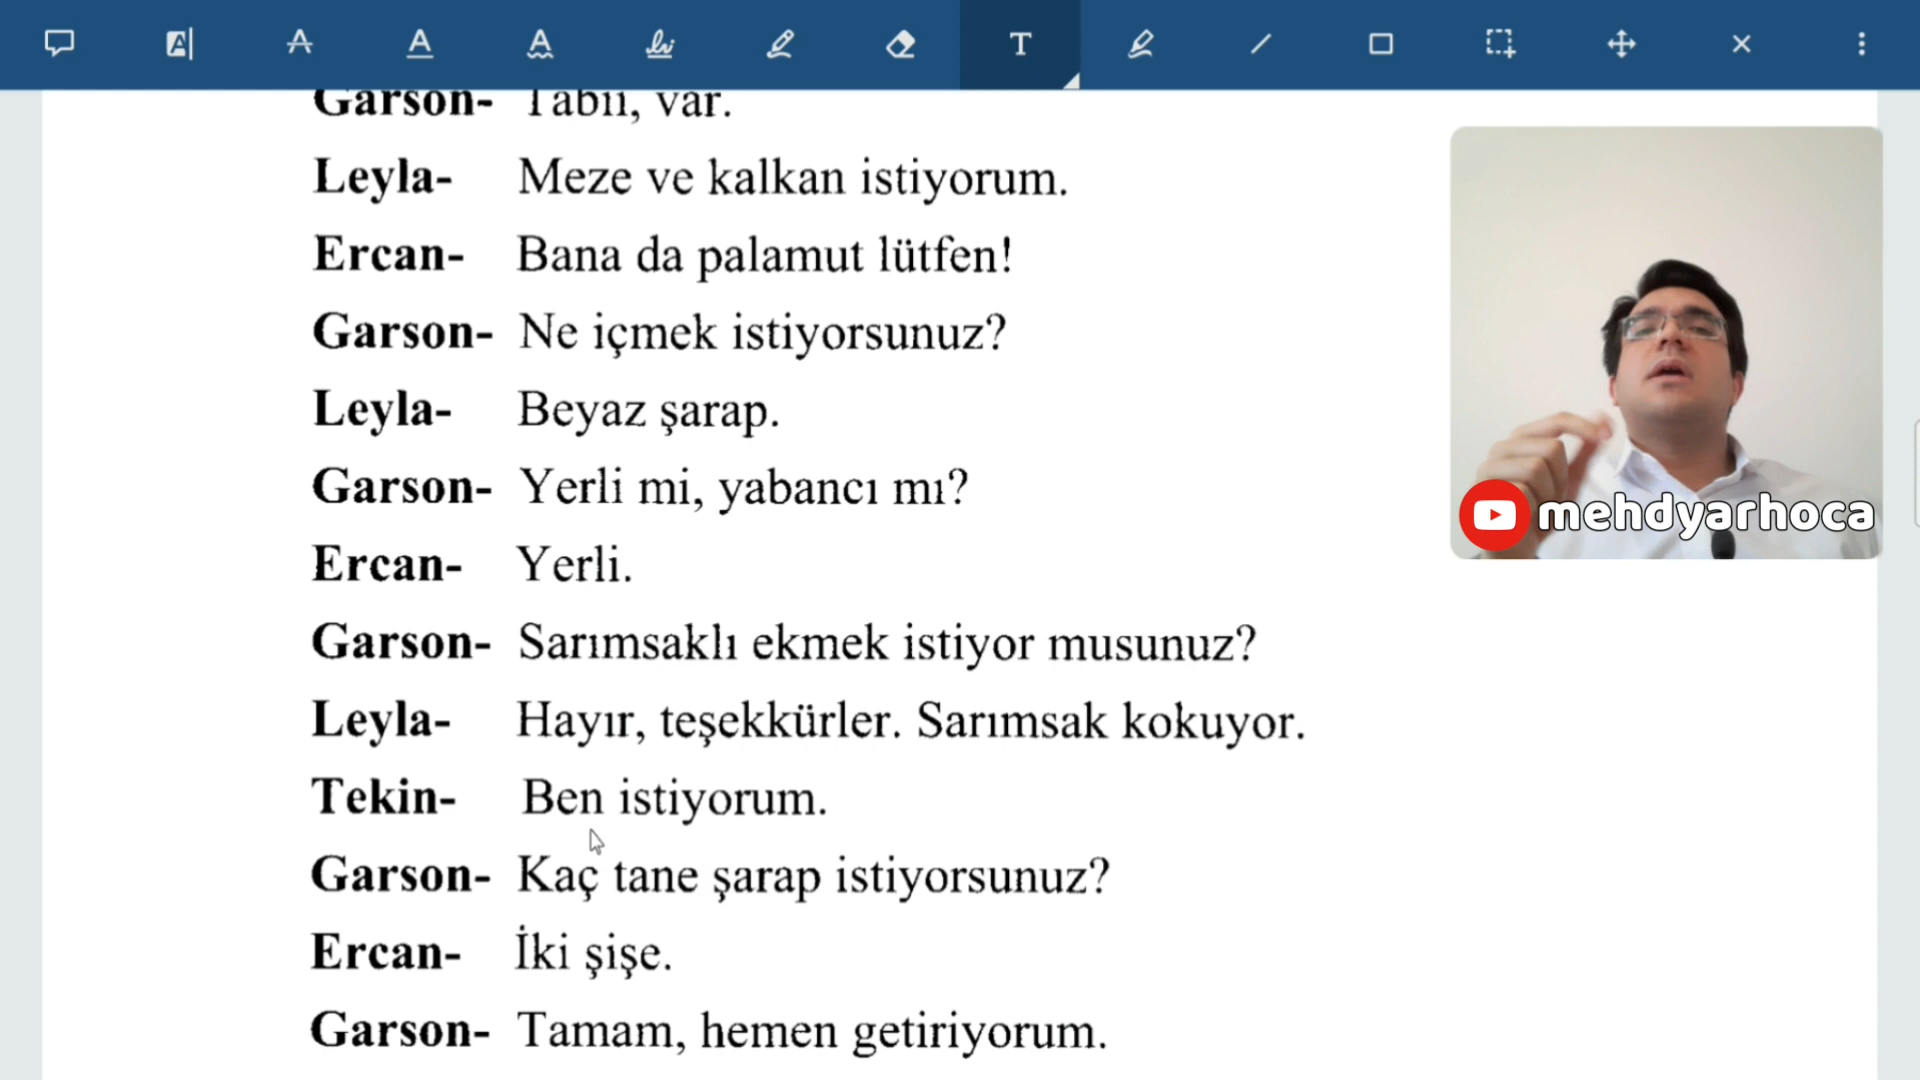 Garson- Tabii, var.
Leyla- Meze ve kalkan istiyorum.
Ercan- Bana da palamut lütfen!
Garson- Ne içmek istiyorsunuz?
Leyla- Beyaz şarap.
Garson- Yerli mi, yabancı mı?
Ercan- Yerli.
Garson- Sarımsaklı ekmek istiyor musunuz?
Leyla- Hayır, teşekkürler. Sarımsak kokuyor.
Tekin- Ben istiyorum.
Garson- Kaç tane şarap istiyorsunuz?
Ercan- İki şişe.
Garson- Tamam, hemen getiriyorum.
mehdyarhoca